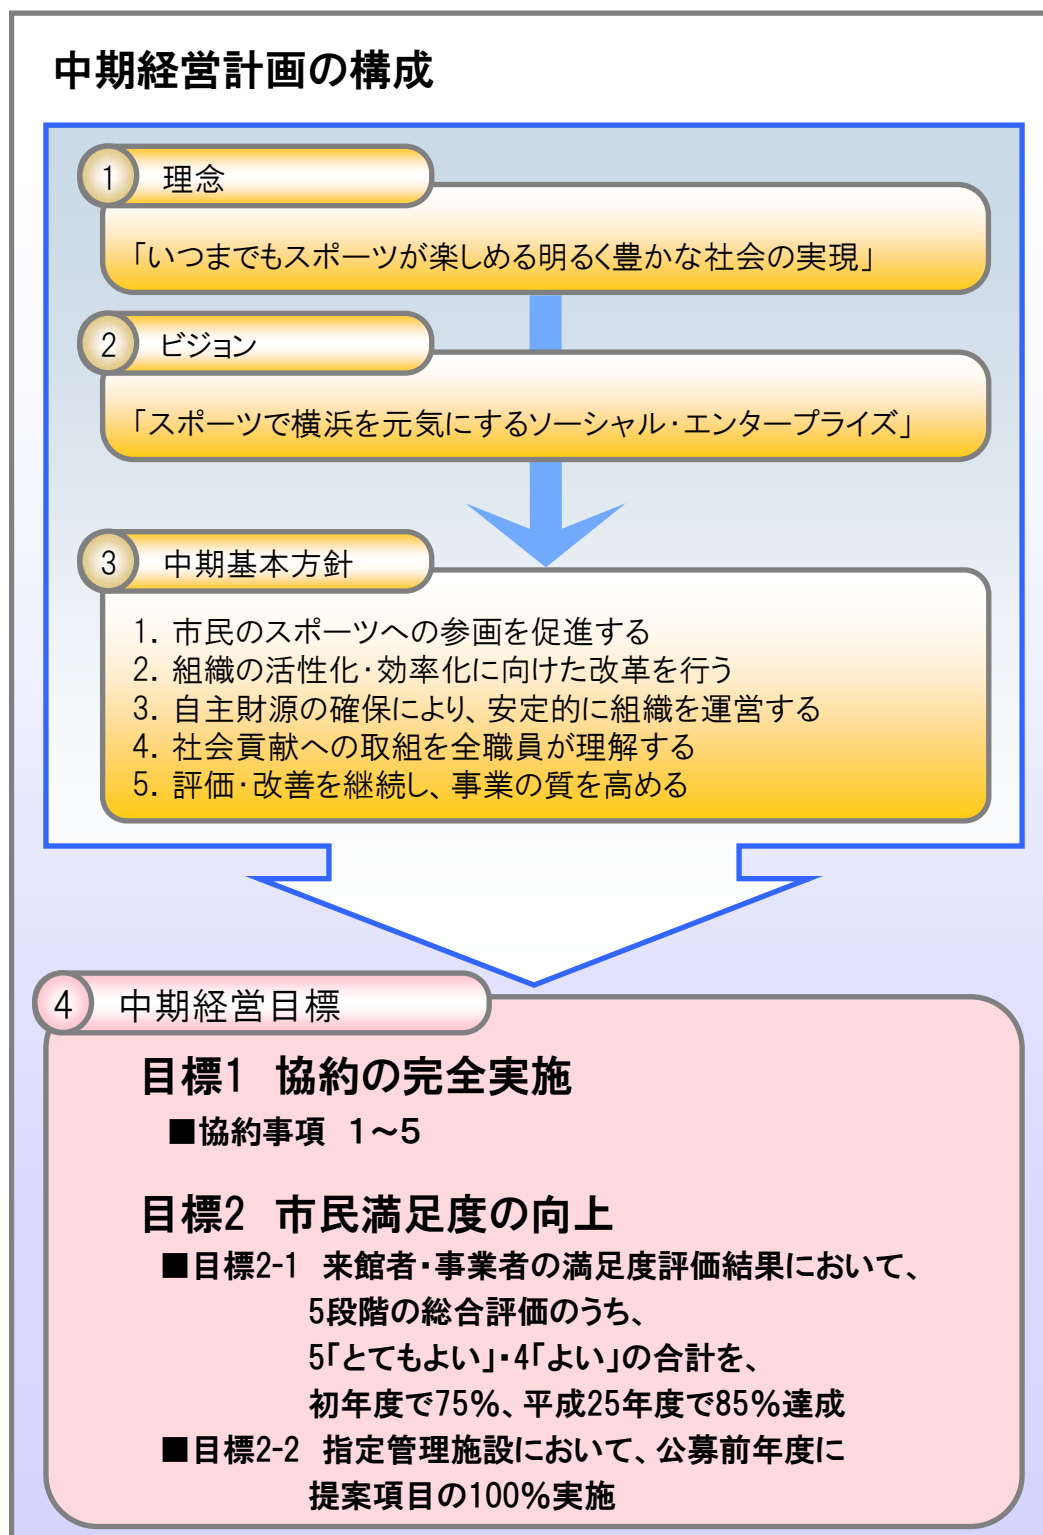 中期経営計画の構成
1 理念
「いつまでもスポーツが楽しめる明るく豊かな社会の実現」
2 ビジョン
「スポーツで横浜を元気にするソーシャル・エンタープライズ」
3 中期基本方針
1. 市民のスポーツへの参画を促進する
2. 組織の活性化・効率化に向けた改革を行う
3. 自主財源の確保により、安定的に組織を運営する
4. 社会貢献への取組を全職員が理解する
5. 評価・改善を継続し、事業の質を高める
4 中期経営目標
目標1 協約の完全実施
■協約事項 1～5
目標2 市民満足度の向上
■目標2-1 来館者・事業者の満足度評価結果において、
5段階の総合評価のうち、
5「とてもよい」・4「よい」の合計を、
初年度で75%、平成25年度で85%達成
■目標2-2 指定管理施設において、公募前年度に
提案項目の100%実施